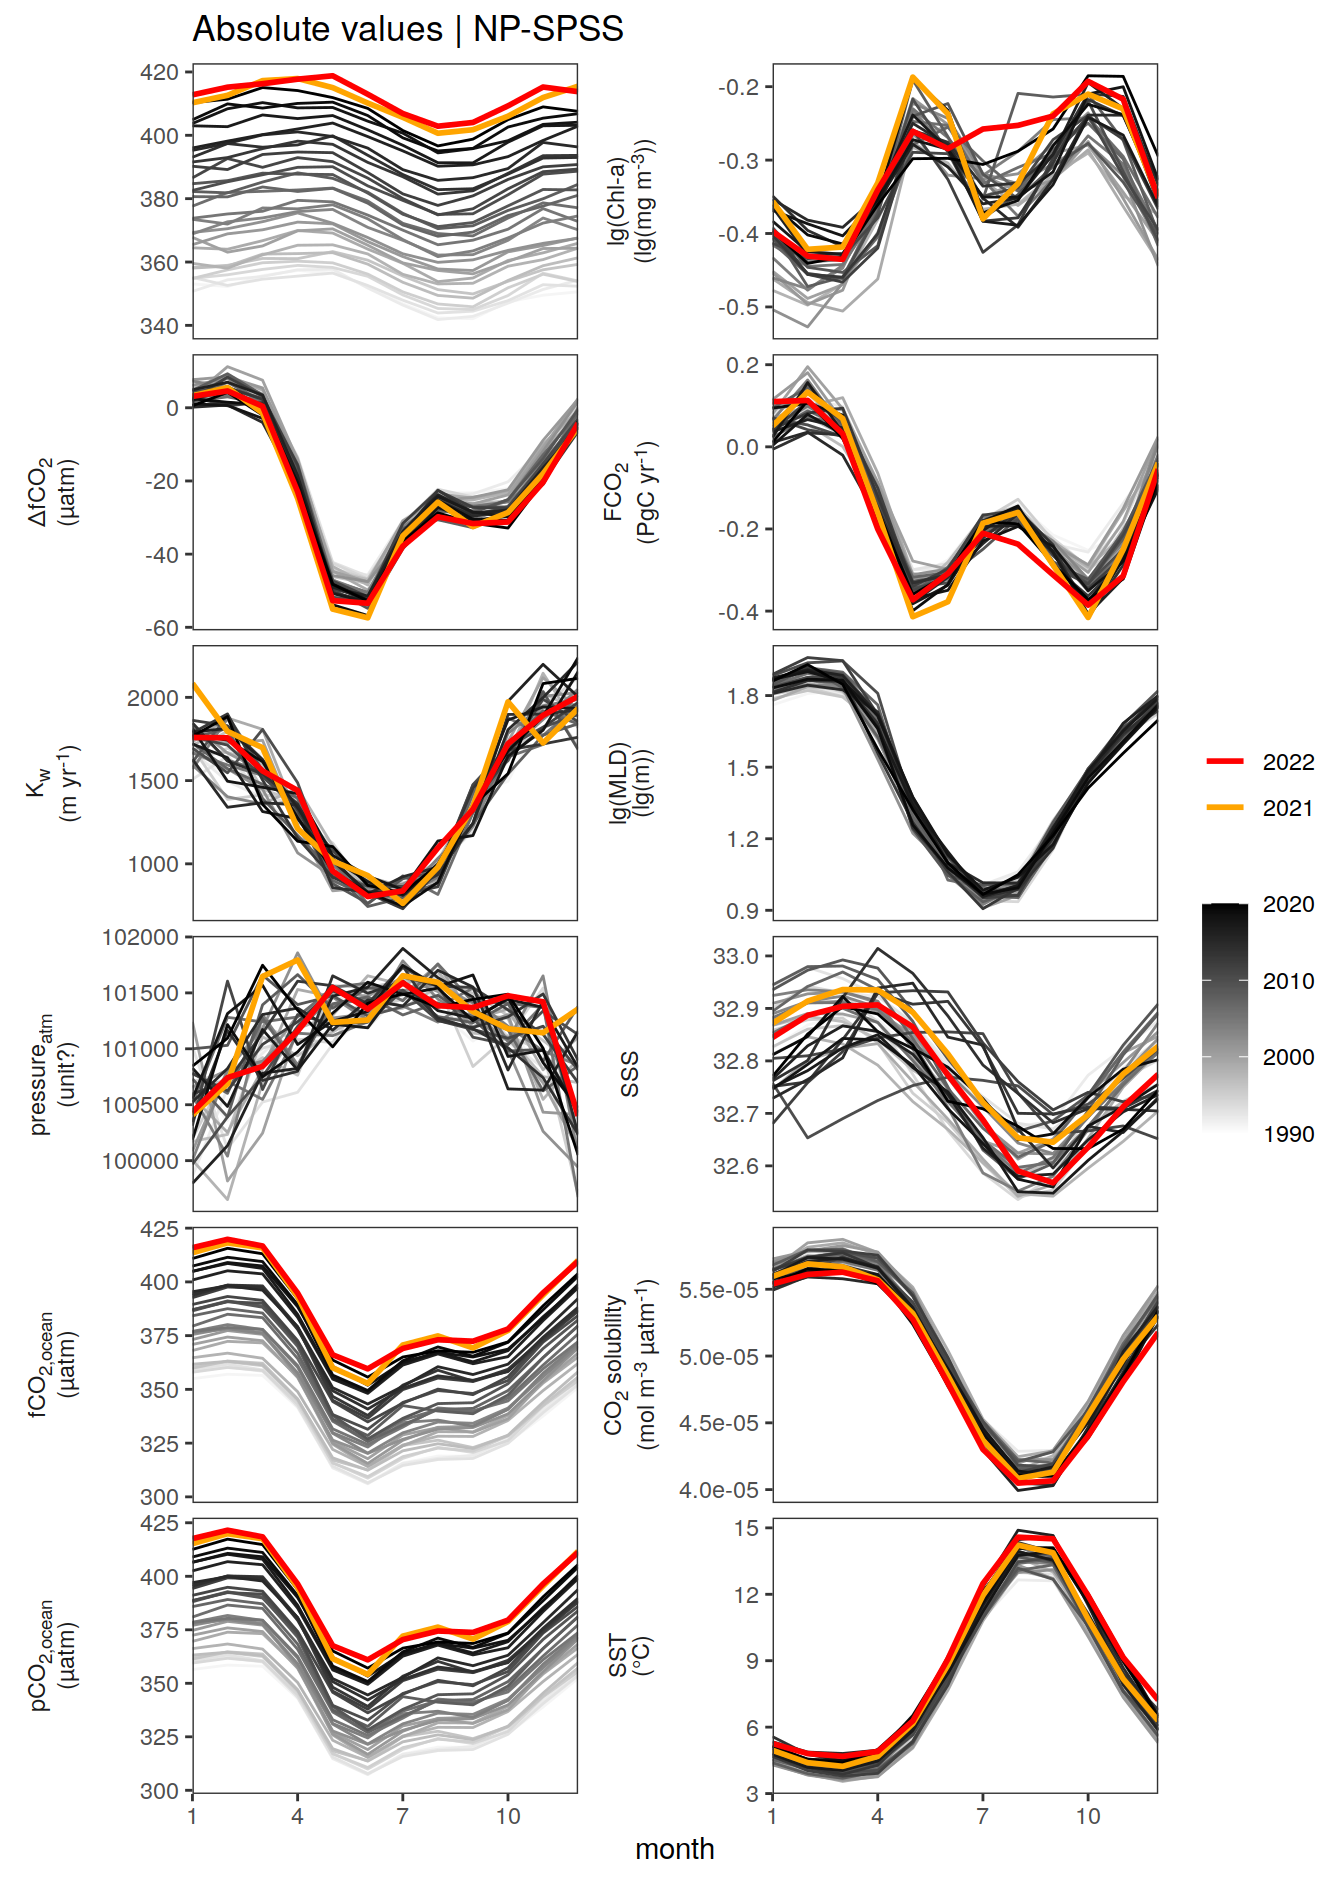 Absolute values | NP-SPSS
420
400
380
360
340
lg(Chl-a)
(lg(mg m⁻³))
-0.2
-0.3
-0.4
-0.5
ΔfCO₂
(µatm)
0
-20
-40
-60
FCO₂
(PgC yr⁻¹)
0.2
0.0
-0.2
-0.4
K_w
(m yr⁻¹)
2000
1500
1000
lg(MLD)
(lg(m))
1.8
1.5
1.2
0.9
2022
2021
2020
2010
2000
1990
pressure_atm
(unit?)
102000
101500
101000
100500
100000
SSS
33.0
32.9
32.8
32.7
32.6
fCO₂,ocean
(µatm)
425
400
375
350
325
300
CO₂ solubility
(mol m⁻³ µatm⁻¹)
5.5e-05
5.0e-05
4.5e-05
4.0e-05
pCO₂,ocean
(µatm)
425
400
375
350
325
300
SST
(°C)
15
12
9
6
3
1 4 7 10
1 4 7 10
month